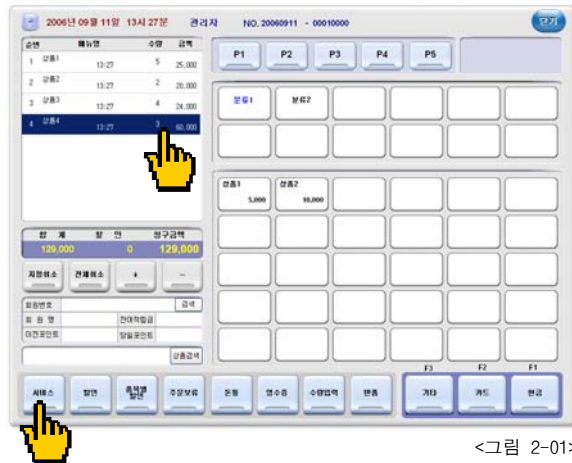 2006년 09월 11일 13시 27분 관리자 NO. 20060911 - 00010000 닫기
순번 메뉴명 수량 금액
1 상품1 13:27 5 25,000
2 상품2 13:27 2 20,000
3 상품3 13:27 4 24,000
4 상품4 13:27 3 60,000
합 계 할 인 청구금액
129,000 0 129,000
지정취소 전체취소 + -
회원번호 검색
회 원 명 잔여적립금
이전포인트 당일포인트
상품검색
P1 P2 P3 P4 P5
분류1 분류2
상품1 상품2
5,000 10,000
F3 F2 F1
서비스 할인 품목별할인 주문보류 돈통 영수증 수량입력 반품 기타 카드 현금
<그림 2-01>